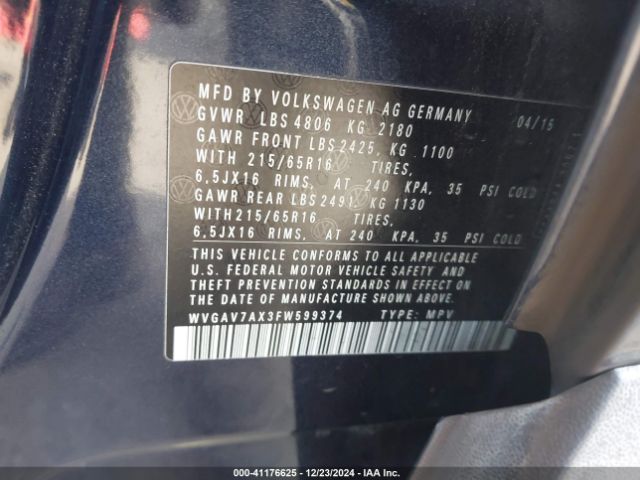 MFD BY VOLKSWAGEN AG GERMANY 04/15
GVWR LBS 4806 KG 2180
GAWR FRONT LBS 2425, KG 1100
WITH 215/65R16 TIRES,
6.5JX16 RIMS, AT 240 KPA, 35 PSI COLD
GAWR REAR LBS 2491, KG 1130
WITH 215/65R16 TIRES,
6.5JX16 RIMS, AT 240 KPA, 35 PSI COLD
THIS VEHICLE CONFORMS TO ALL APPLICABLE
U.S. FEDERAL MOTOR VEHICLE SAFETY AND
THEFT PREVENTION STANDARDS IN EFFECT ON
THE DATE OF MANUFACTURE SHOWN ABOVE.
WVGAV7AX3FW599374 TYPE: MPV
000-41176625 - 12/23/2024 - IAA Inc.